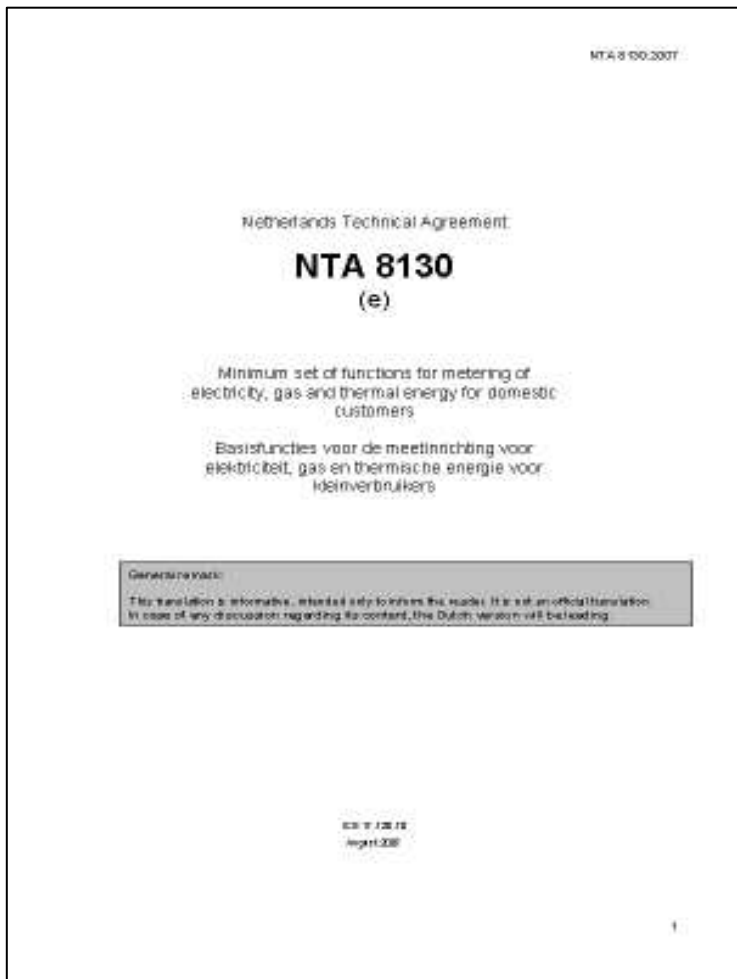 NTA 8130:2007
Netherlands Technical Agreement
NTA 8130
(e)
Minimum set of functions for metering of
electricity, gas and thermal energy for domestic
customers
Basisfuncties voor de meetinrichting voor
elektriciteit, gas en thermische energie voor
kleinverbruikers
General remark:
This translation is informative, intended only to inform the reader. It is not an official translation.
In case of any discussion regarding its content, the Dutch version will be leading.
August
1